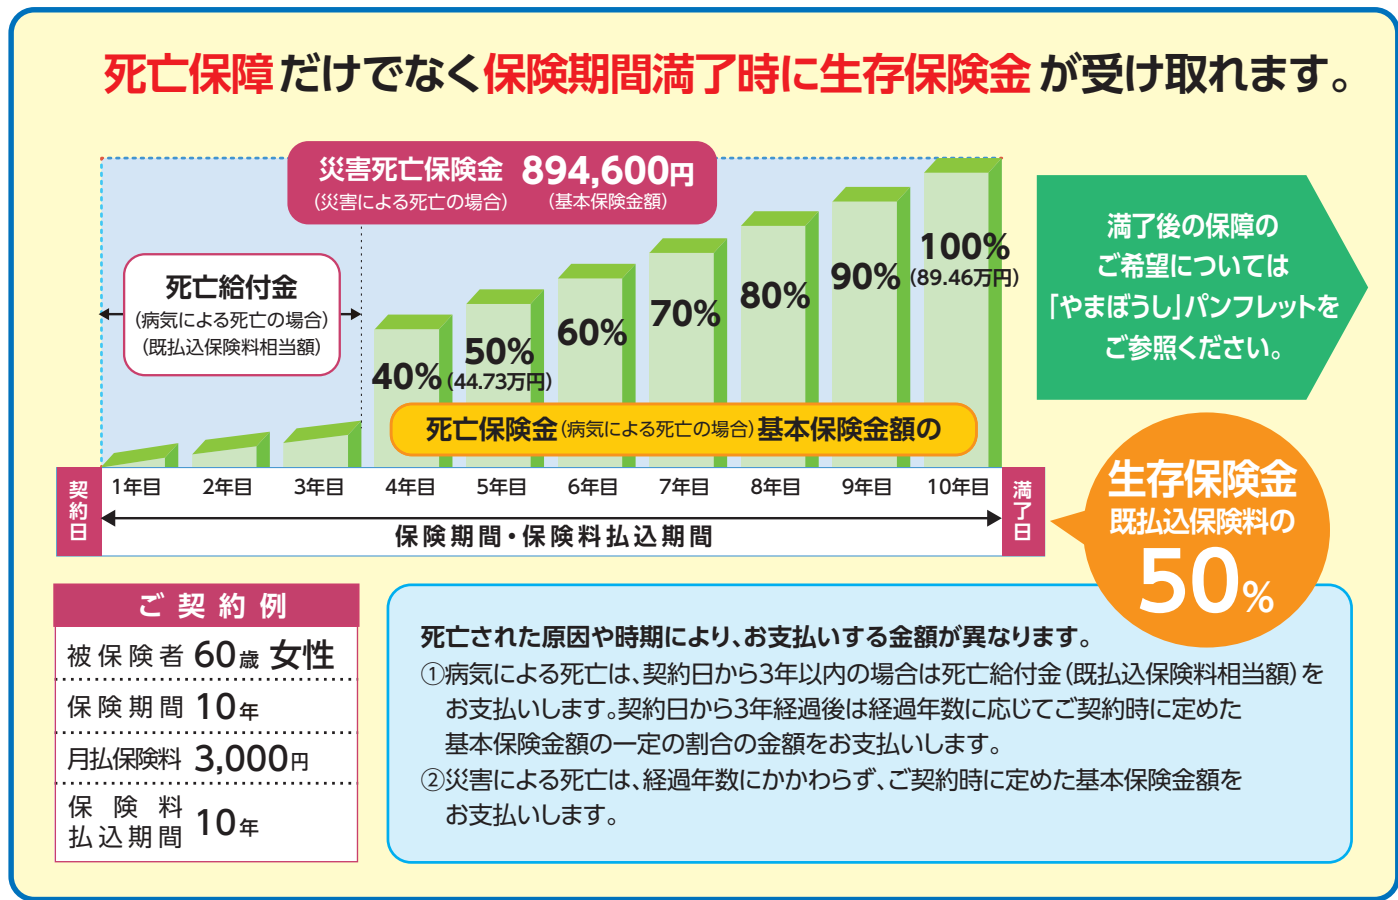 死亡保障だけでなく保険期間満了時に生存保険金が受け取れます。
災害死亡保険金 894,600円
(災害による死亡の場合) (基本保険金額)
死亡給付金
(病気による死亡の場合)
(既払込保険料相当額)
40%
50%
(44.73万円)
60%
70%
80%
90%
100%
(89.46万円)
死亡保険金(病気による死亡の場合)基本保険金額の
満了後の保障の
ご希望については
「やまぼうし」パンフレットを
ご参照ください。
契約日
1年目 2年目 3年目 4年目 5年目 6年目 7年目 8年目 9年目 10年目
満了日
保険期間・保険料払込期間
生存保険金
既払込保険料の
50%
ご契約例
被保険者 60歳 女性
保険期間 10年
月払保険料 3,000円
保険料
払込期間 10年
死亡された原因や時期により、お支払いする金額が異なります。
①病気による死亡は、契約日から3年以内の場合は死亡給付金(既払込保険料相当額)を
お支払いします。契約日から3年経過後は経過年数に応じてご契約時に定めた
基本保険金額の一定の割合の金額をお支払いします。
②災害による死亡は、経過年数にかかわらず、ご契約時に定めた基本保険金額を
お支払いします。